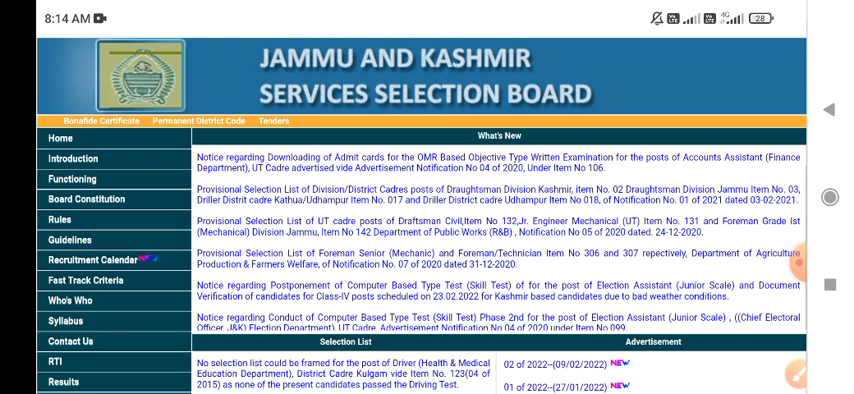 8:14 AM
4G
28
JAMMU AND KASHMIR
SERVICES SELECTION BOARD
Bonafide Certificate Permanent District Code Tenders
Home
Introduction
Functioning
Board Constitution
Rules
Guidelines
Recruitment Calendar NEW
Fast Track Criteria
Who's Who
Syllabus
Contact Us
RTI
Results
What's New
Notice regarding Downloading of Admit cards for the OMR Based Objective Type Written Examination for the posts of Accounts Assistant (Finance
Department), UT Cadre advertised vide Advertisement Notification No 04 of 2020, Under Item No 106.
Provisional Selection List of Division/District Cadres posts of Draughtsman Division Kashmir, item No. 02 Draughtsman Division Jammu Item No. 03,
Driller Distrit cadre Kathua/Udhampur Item No. 017 and Driller District cadre Udhampur Item No 018, of Notification No. 01 of 2021 dated 03-02-2021.
Provisional Selection List of UT cadre posts of Draftsman Civil,Item No 132,Jr. Engineer Mechanical (UT) Item No. 131 and Foreman Grade Ist
(Mechanical) Division Jammu, Item No 142 Department of Public Works (R&B) , Notification No 05 of 2020 dated. 24-12-2020.
Provisional Selection List of Foreman Senior (Mechanic) and Foreman/Technician Item No 306 and 307 repectively, Department of Agriculture
Production & Farmers Welfare, of Notification No. 07 of 2020 dated 31-12-2020.
Notice regarding Postponement of Computer Based Type Test (Skill Test) of for the post of Election Assistant (Junior Scale) and Document
Verification of candidates for Class-IV posts scheduled on 23.02.2022 for Kashmir based candidates due to bad weather conditions.
Notice regarding Conduct of Computer Based Type Test (Skill Test) Phase 2nd for the post of Election Assistant (Junior Scale) , ((Chief Electoral
Officer, J&K) Election Department), UT Cadre, Advertisement Notification No 04 of 2020 under Item No 099
Selection List
No selection list could be framed for the post of Driver (Health & Medical
Education Department), District Cadre Kulgam vide Item No. 123(04 of
2015) as none of the present candidates passed the Driving Test.
Advertisement
02 of 2022--(09/02/2022) NEW
01 of 2022--(27/01/2022) NEW